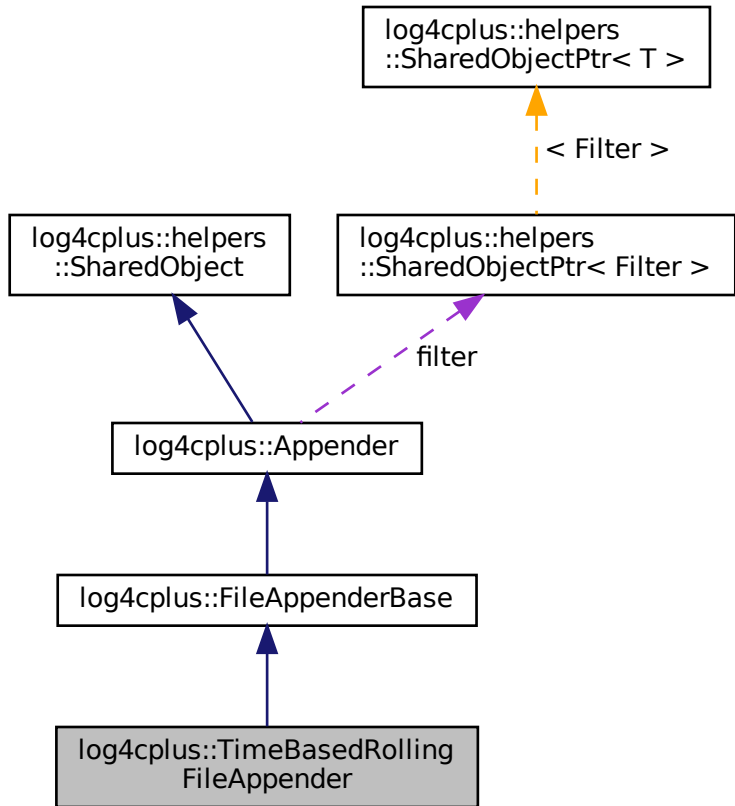 log4cplus::helpers
::SharedObjectPtr< T >
< Filter >
log4cplus::helpers
::SharedObject
log4cplus::helpers
::SharedObjectPtr< Filter >
filter
log4cplus::Appender
log4cplus::FileAppenderBase
log4cplus::TimeBasedRolling
FileAppender